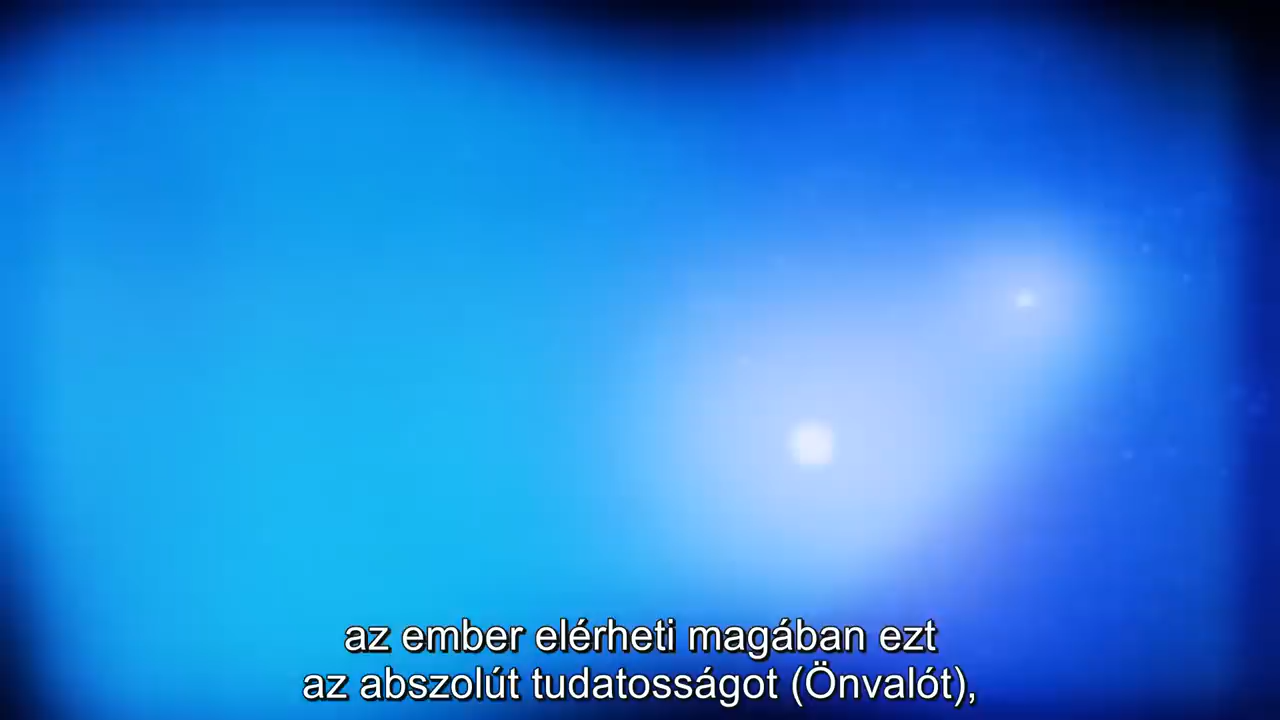 az ember elérheti magában ezt
az abszolút tudatosságot (Önvalót),